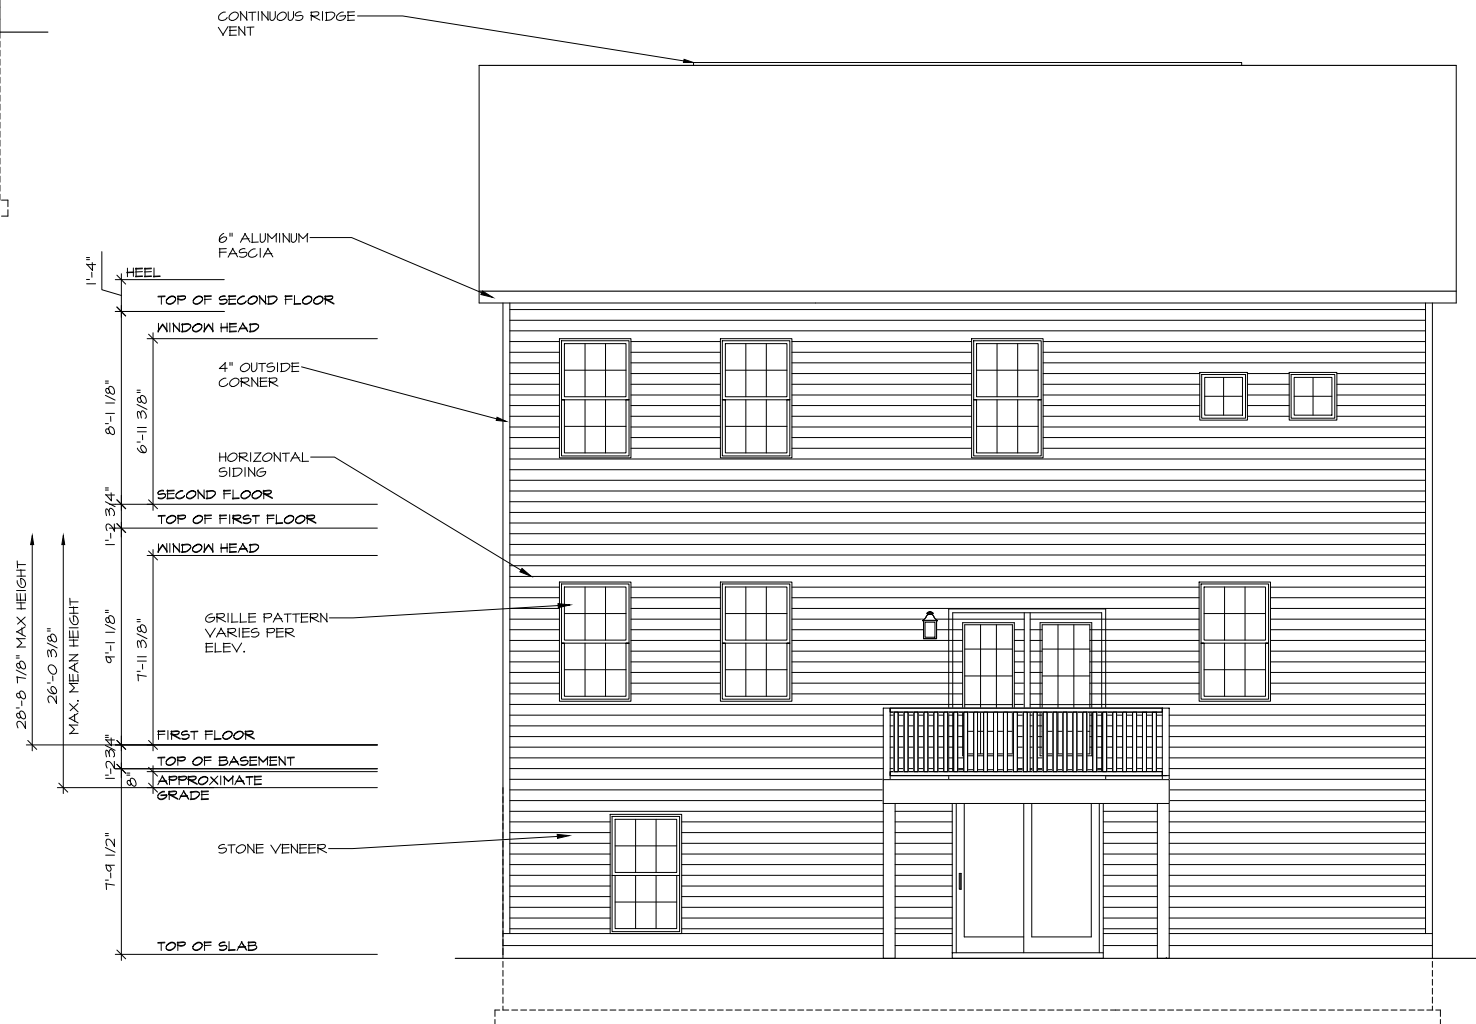 CONTINUOUS RIDGE
VENT
6" ALUMINUM
FASCIA
1'-4"
HEEL
TOP OF SECOND FLOOR
WINDOW HEAD
4" OUTSIDE
CORNER
8'-1 1/8"
6'-11 3/8"
HORIZONTAL
SIDING
SECOND FLOOR
1'-2 3/4"
TOP OF FIRST FLOOR
WINDOW HEAD
GRILLE PATTERN
VARIES PER
ELEV.
28'-8 7/8" MAX HEIGHT
26'-0 3/8"
MAX. MEAN HEIGHT
9'-1 1/8"
7'-11 3/8"
FIRST FLOOR
1'-2 3/4"
TOP OF BASEMENT
8"
APPROXIMATE
GRADE
STONE VENEER
7'-9 1/2"
TOP OF SLAB